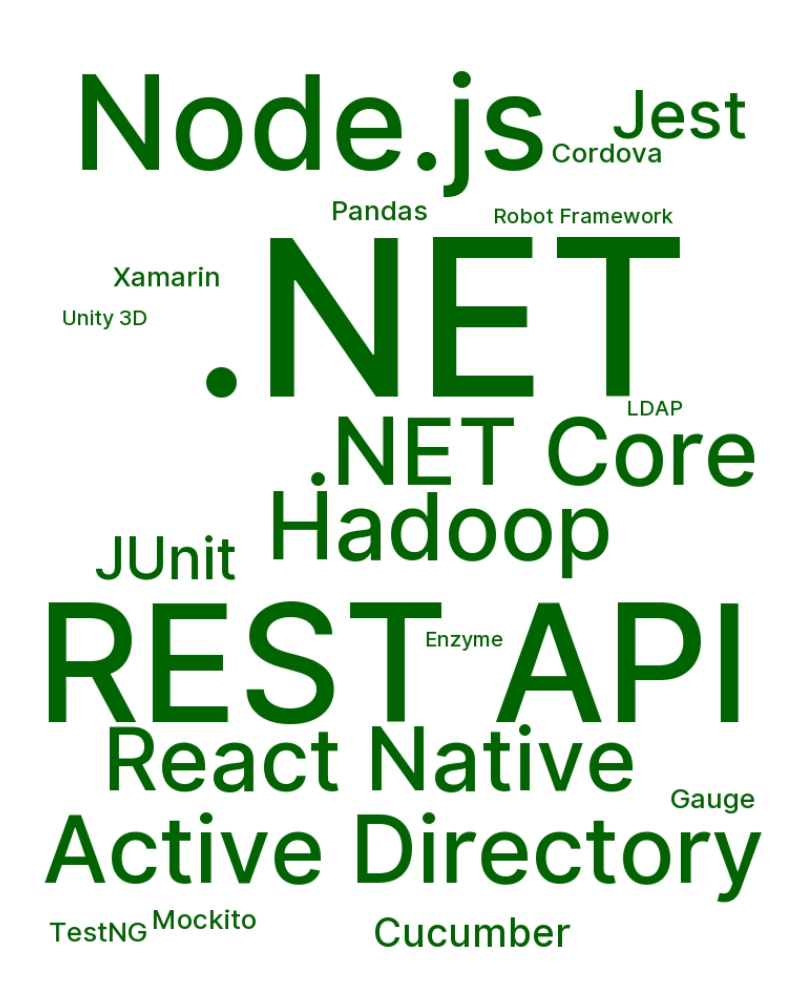 Node.js
Jest
Cordova
Pandas
Robot Framework
.NET
Xamarin
Unity 3D
LDAP
.NET Core
Hadoop
JUnit
REST API
Enzyme
React Native
Gauge
Active Directory
TestNG
Mockito
Cucumber